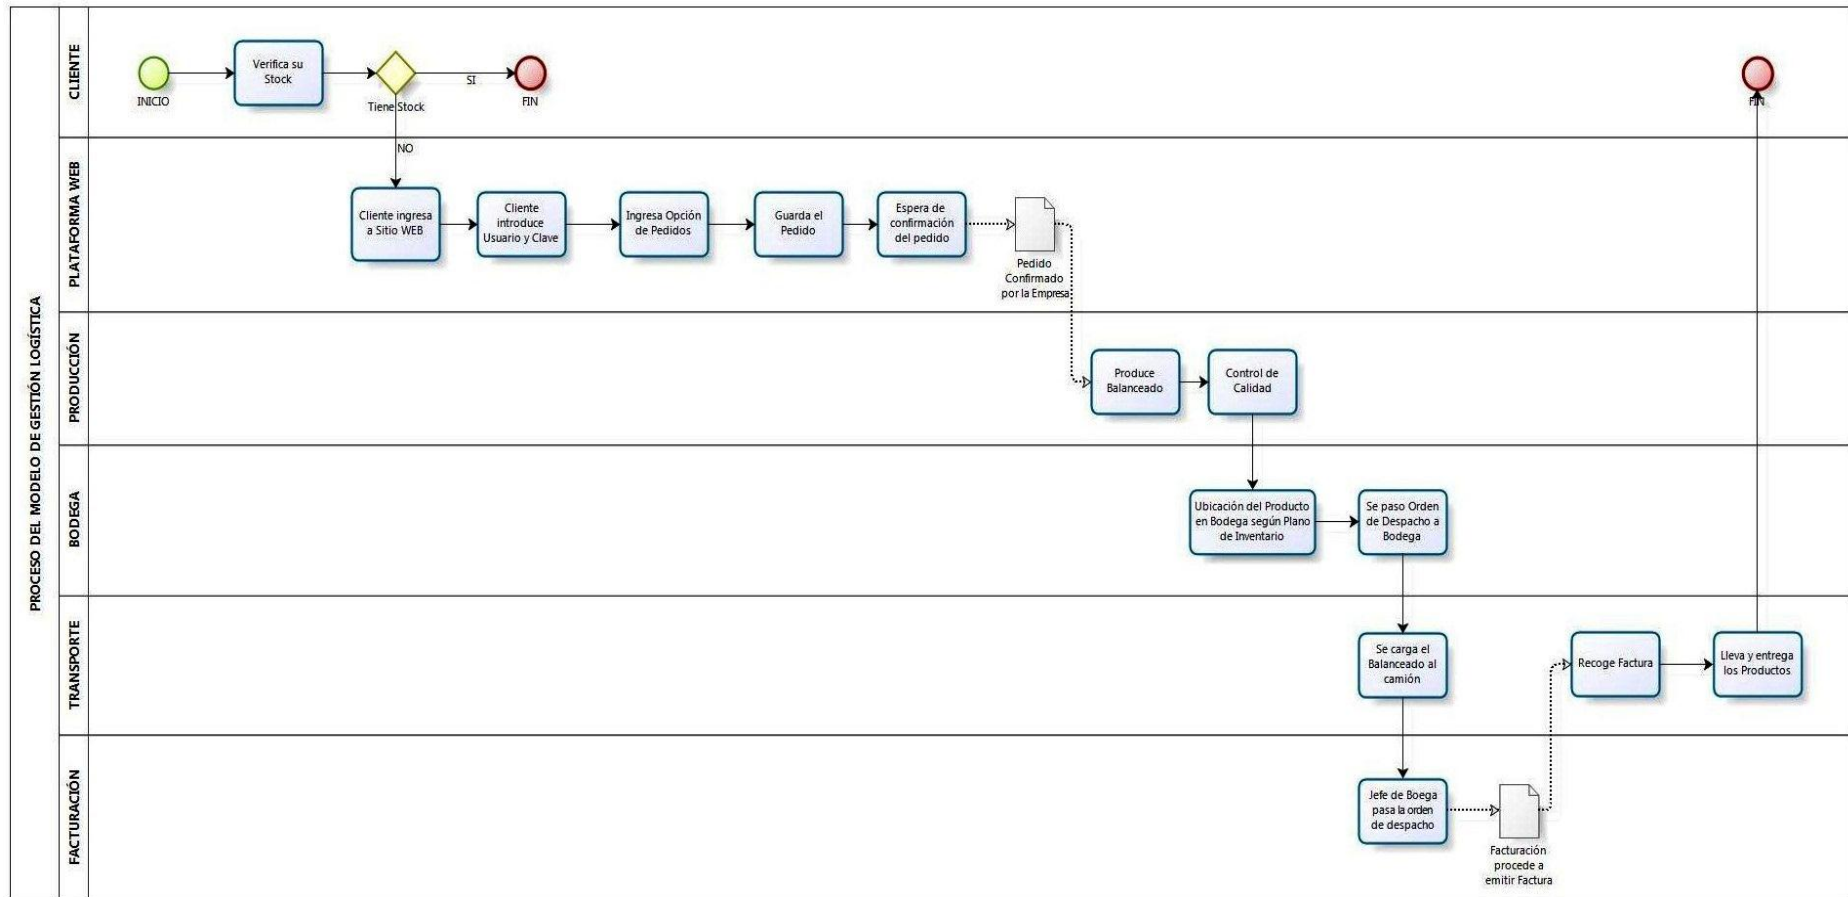 PROCESO DEL MODELO DE GESTIÓN LOGÍSTICA
CLIENTE
INICIO
Verifica su
Stock
Tiene Stock
SI
FIN
FIN
NO
PLATAFORMA WEB
Cliente ingresa
a Sitio WEB
Cliente
introduce
Usuario y Clave
Ingresa Opción
de Pedidos
Guarda el
Pedido
Espera de
confirmación
del pedido
Pedido
Confirmado
por la Empresa
PRODUCCIÓN
Produce
Balanceado
Control de
Calidad
BODEGA
Ubicación del Producto
en Bodega según Plano
de Inventario
Se paso Orden
de Despacho a
Bodega
TRANSPORTE
Se carga el
Balanceado al
camión
Recoge Factura
Lleva y entrega
los Productos
FACTURACIÓN
Jefe de Boega
pasa la orden
de despacho
Facturación
procede a
emitir Factura